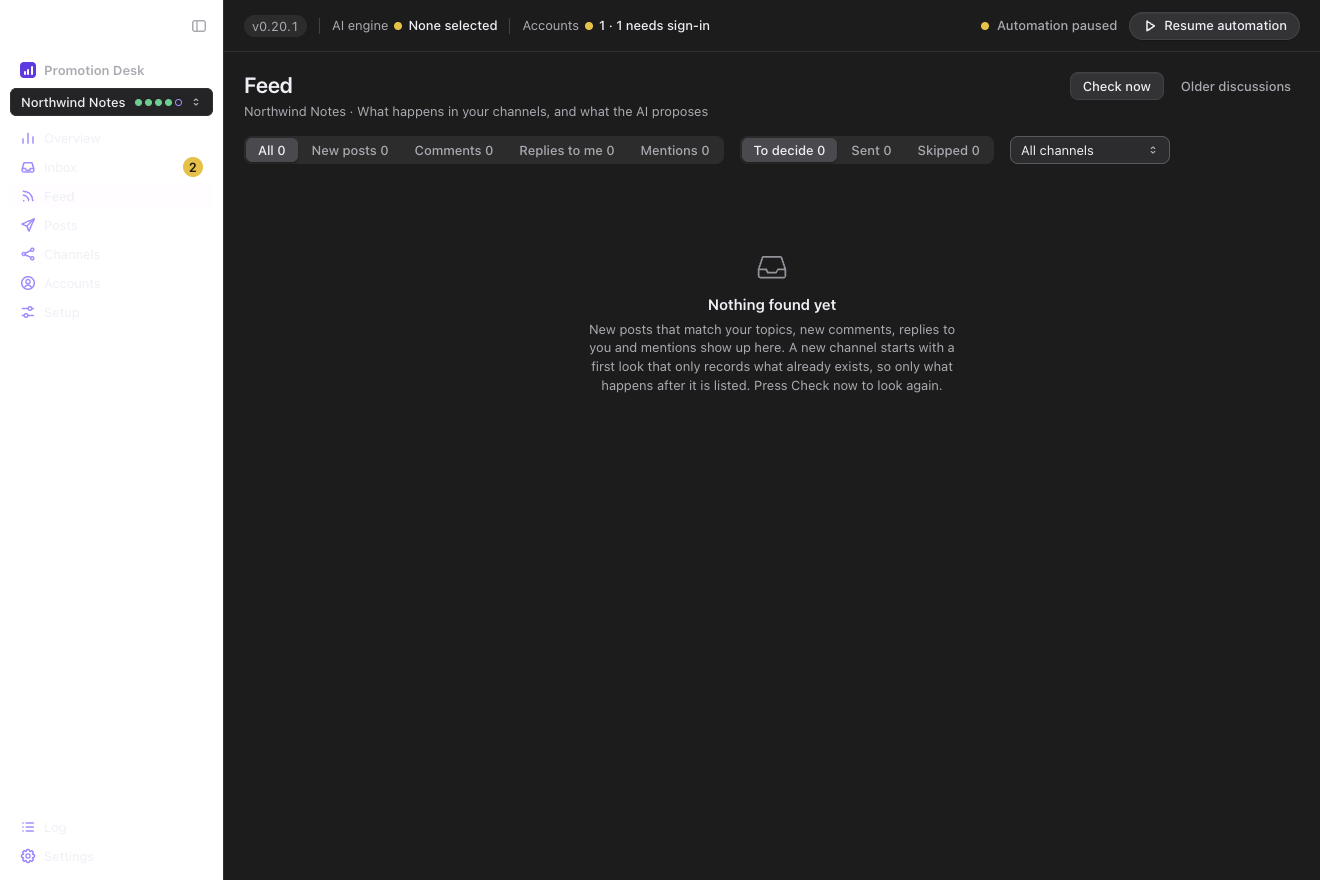 v0.20.1
AI engine None selected
Accounts 1 · 1 needs sign-in
Automation paused
Resume automation
Promotion Desk
Northwind Notes
Overview
Inbox 2
Feed
Posts
Channels
Accounts
Setup
Log
Settings
Feed
Northwind Notes · What happens in your channels, and what the AI proposes
Check now
Older discussions
All 0 New posts 0 Comments 0 Replies to me 0 Mentions 0
To decide 0 Sent 0 Skipped 0
All channels
Nothing found yet
New posts that match your topics, new comments, replies to
you and mentions show up here. A new channel starts with a
first look that only records what already exists, so only what
happens after it is listed. Press Check now to look again.